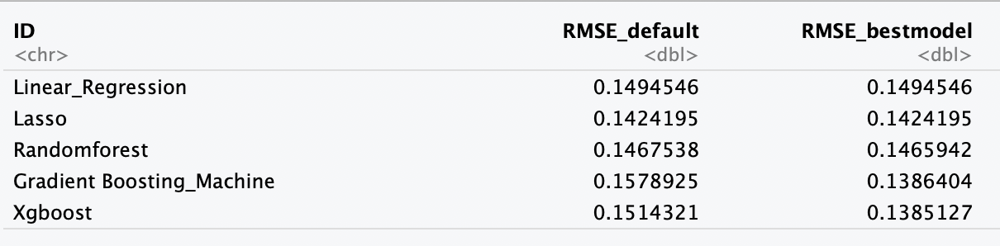 ID RMSE_default RMSE_bestmodel
<chr> <dbl> <dbl>
Linear_Regression 0.1494546 0.1494546
Lasso 0.1424195 0.1424195
Randomforest 0.1467538 0.1465942
Gradient Boosting_Machine 0.1578925 0.1386404
Xgboost 0.1514321 0.1385127